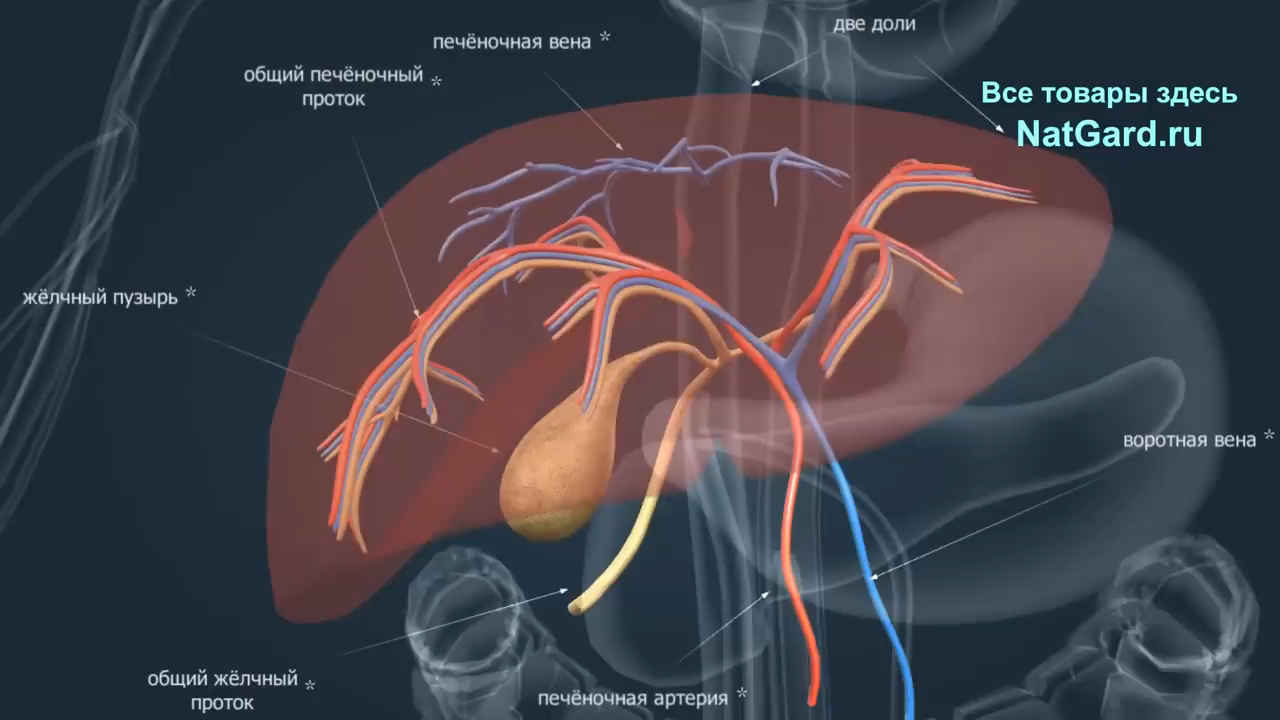 две доли
печёночная вена *
общий печёночный *
проток
Все товары здесь
NatGard.ru
жёлчный пузырь *
воротная вена *
общий жёлчный *
проток
печёночная артерия *